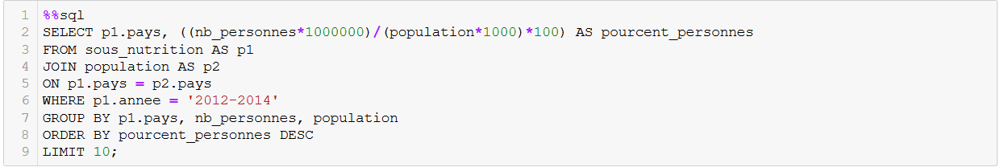 1 %%sql
2 SELECT p1.pays, ((nb_personnes*1000000)/(population*1000)*100) AS pourcent_personnes
3 FROM sous_nutrition AS p1
4 JOIN population AS p2
5 ON p1.pays = p2.pays
6 WHERE p1.annee = '2012-2014'
7 GROUP BY p1.pays, nb_personnes, population
8 ORDER BY pourcent_personnes DESC
9 LIMIT 10;